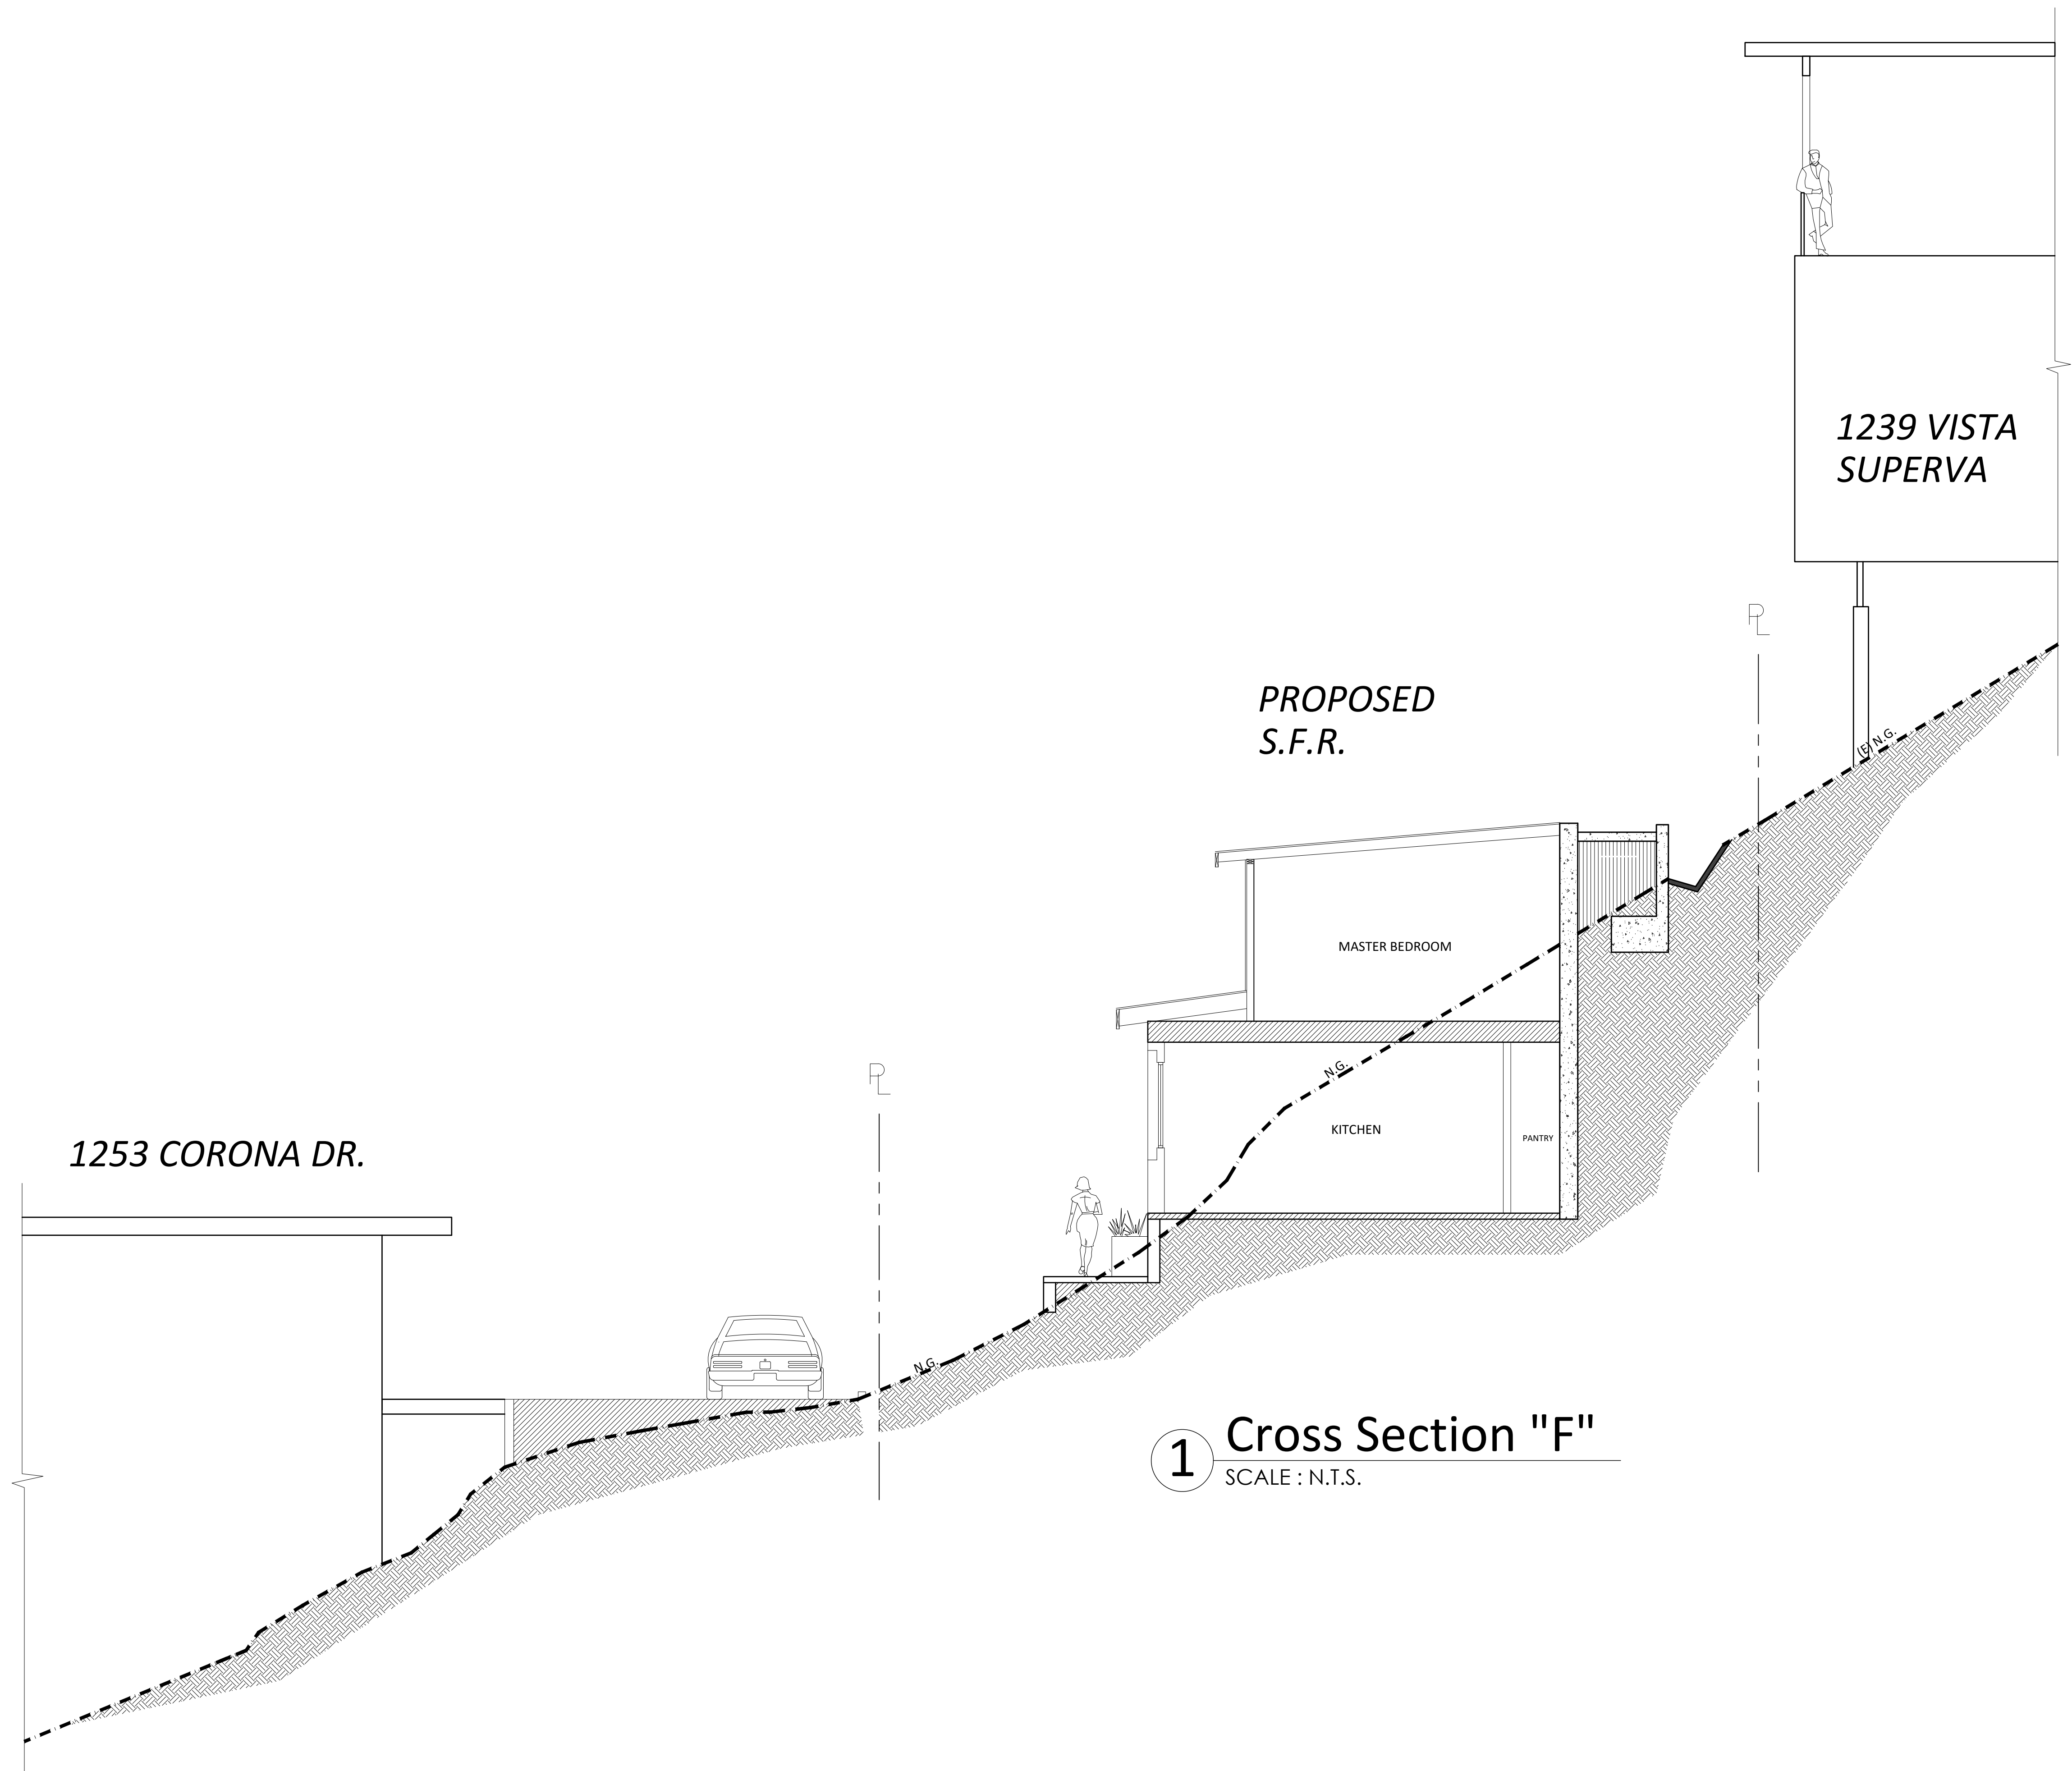 1239 VISTA
SUPERVA
PL
PROPOSED
S.F.R.
(E) N.G.
MASTER BEDROOM
N.G.
PL
KITCHEN
PANTRY
1253 CORONA DR.
N.G.
1
Cross Section "F"
SCALE : N.T.S.